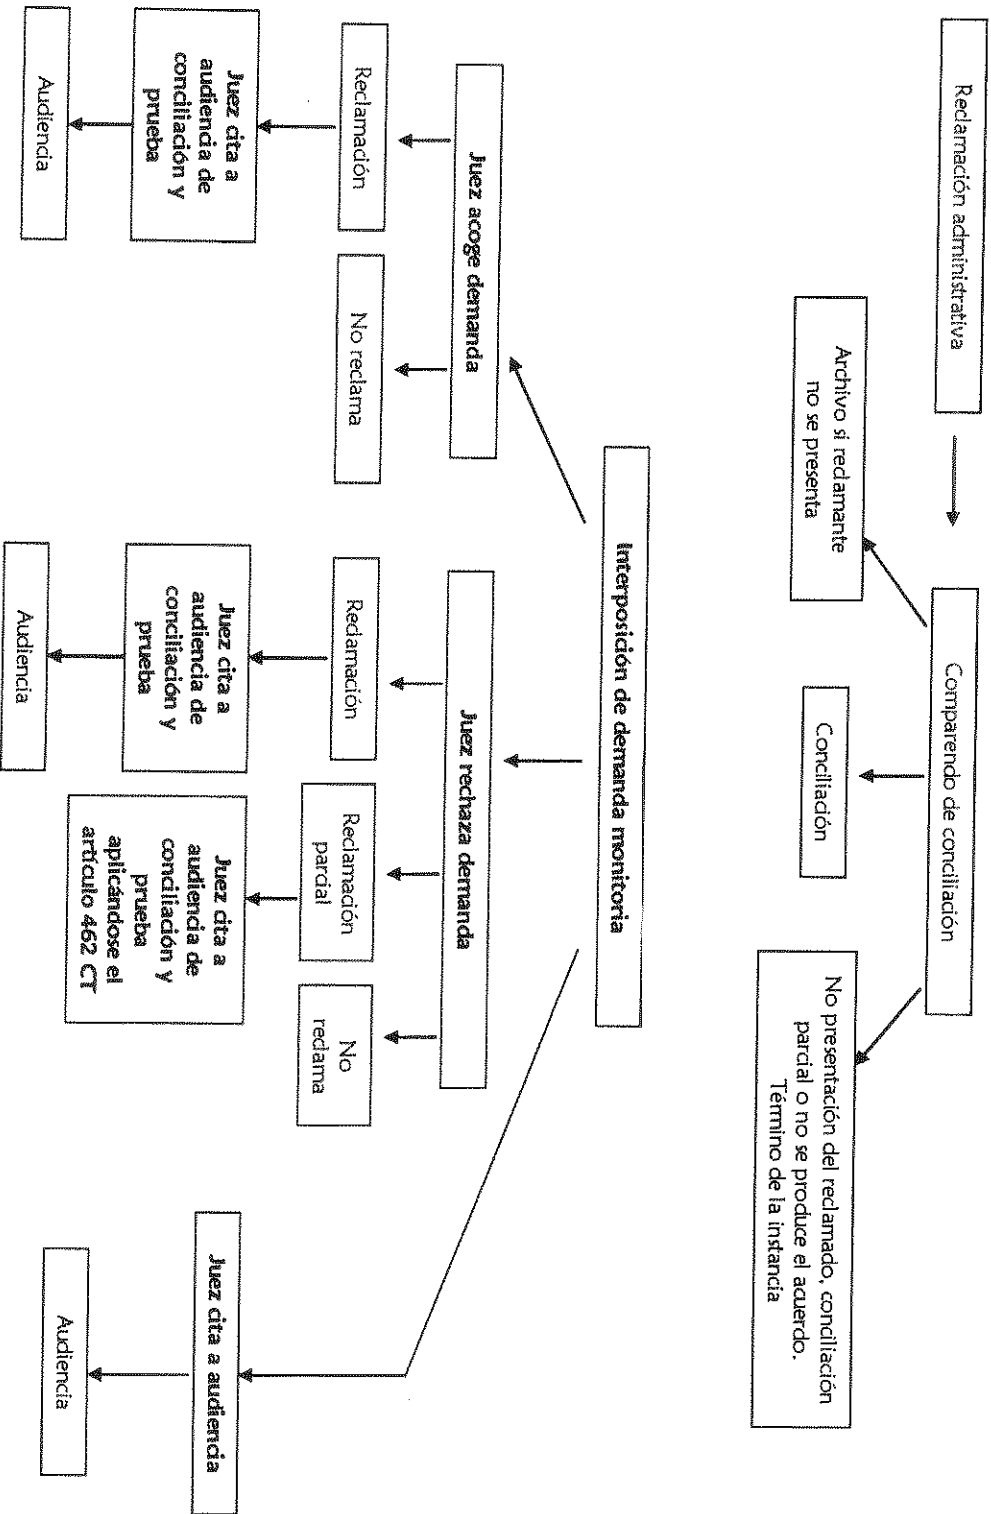 Reclamación administrativa
Comparendo de conciliación
Archivo si reclamante
no se presenta
Conciliación
No presentación del reclamado, conciliación
parcial o no se produce el acuerdo.
Término de la instancia
Interposición de demanda monitoria
Juez acoge demanda
Juez rechaza demanda
Juez cita a audiencia
Reclamación
No reclama
Reclamación
Reclamación
parcial
No
reclama
Audiencia
Juez cita a
audiencia de
conciliación y
prueba
Juez cita a
audiencia de
conciliación y
prueba
Juez cita a
audiencia de
conciliación y
prueba
aplicándose el
artículo 462 CT
Audiencia
Audiencia